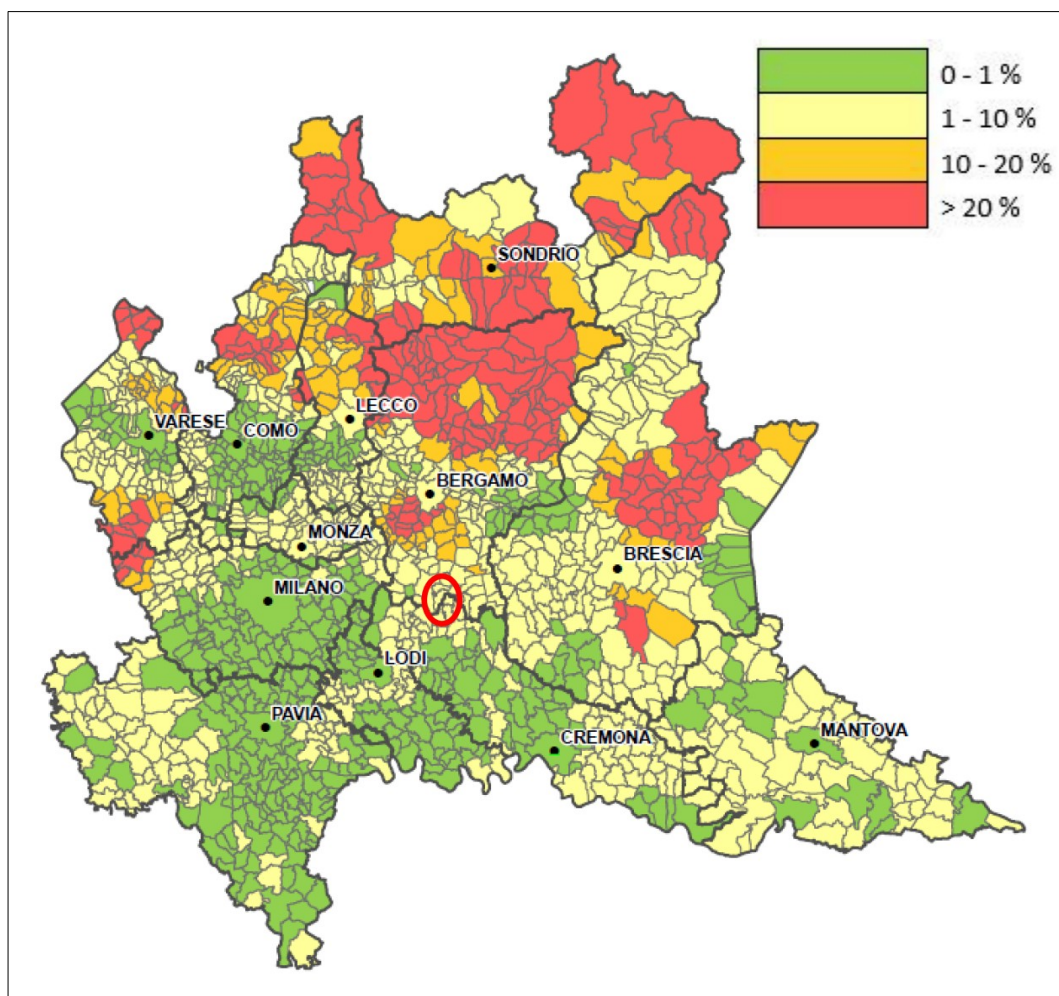 0 - 1 %
1 - 10 %
10 - 20 %
> 20 %
SONDRIO
LECCO
VARESE
COMO
BERGAMO
MONZA
BRESCIA
MILANO
LODI
PAVIA
CREMONA
MANTOVA